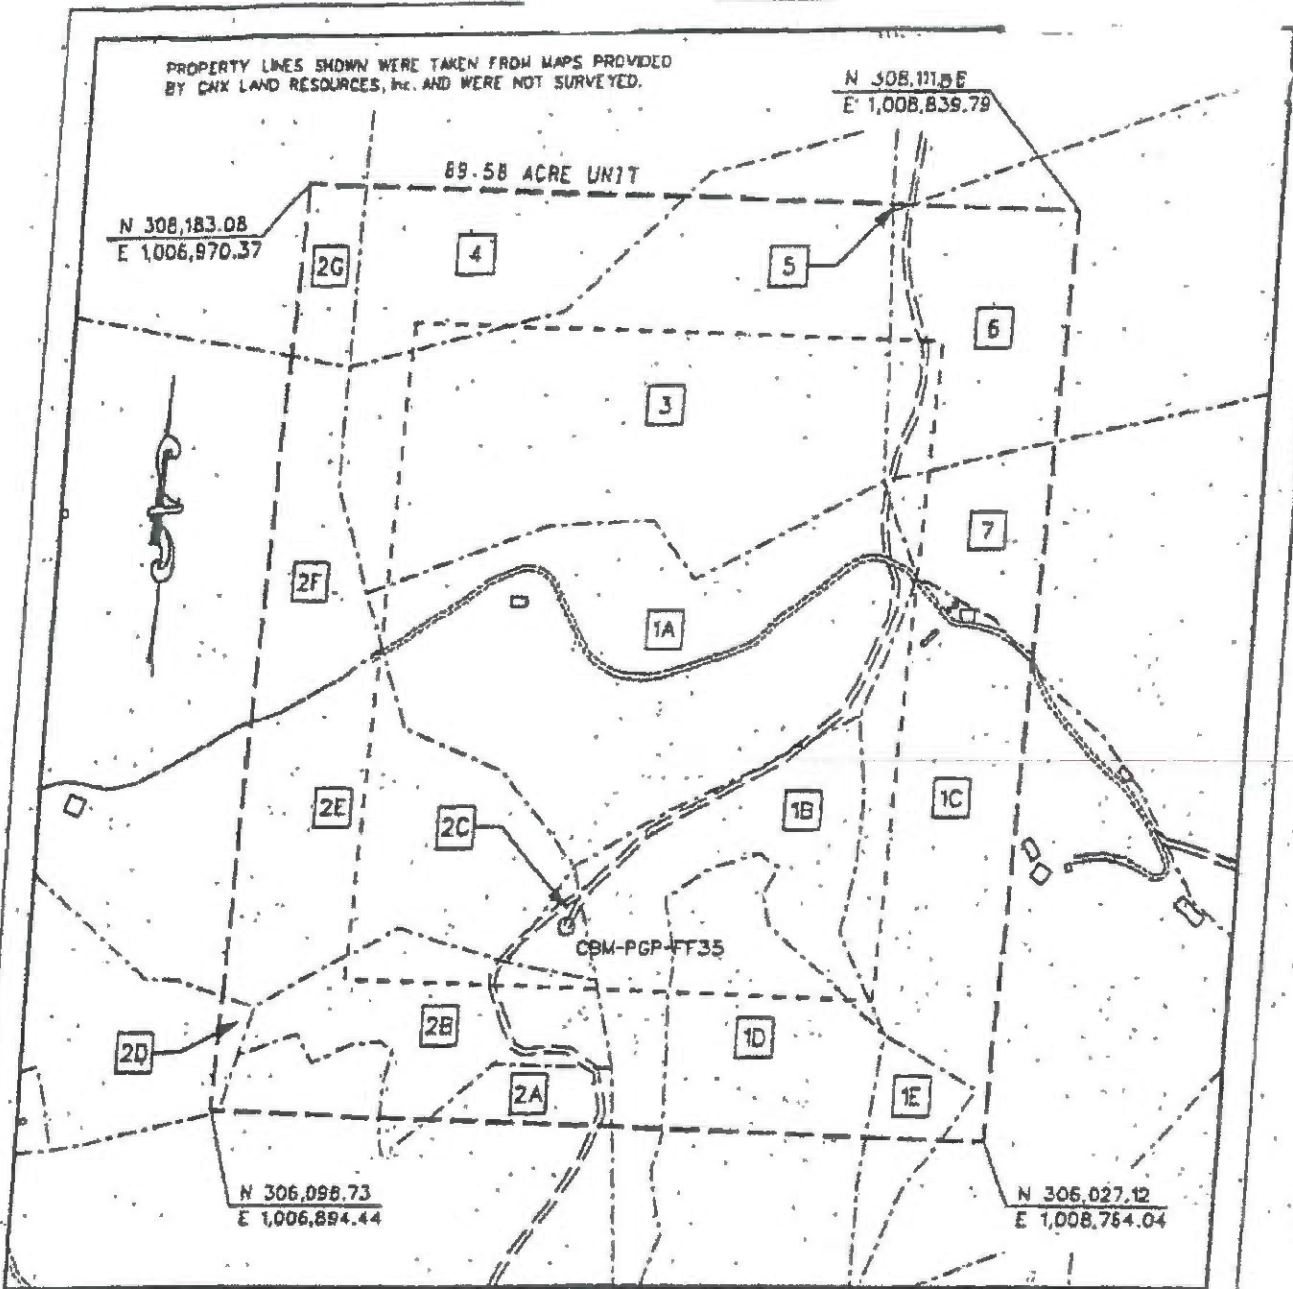 PROPERTY LINES SHOWN WERE TAKEN FROM MAPS PROVIDED
BY CNX LAND RESOURCES, Inc. AND WERE NOT SURVEYED.
N 308,111.
E 1,008,839.79
89.58 ACRE UNIT
N 308,183.08
E 1,006,970.37
2G
4
5
6
3
7
2F
1A
2E
2C
1B
1C
CBM-PGP-FF35
2D
2B
1D
2A
1E
N 306,098.73
E 1,006,894.44
N 306,027.12
E 1,008,764.04